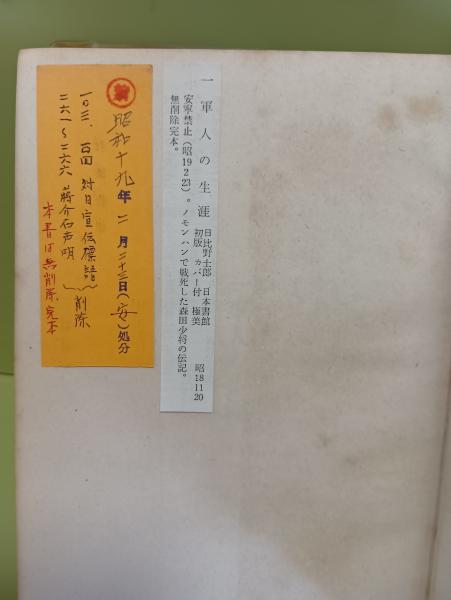 一軍人の生涯 日比野士郎 日本書館
初版 カバー付 極美 昭18 11 20
安寧禁止(昭19 2 23)。ノモンハンで戦死した森田少将の伝記。
無削除完本。
昭和十九年二月二十三日(安)処分
一〇三、一四 対日宣伝標語
二六一〜二六六 蔣介石声明 削除
本書は無削除完本